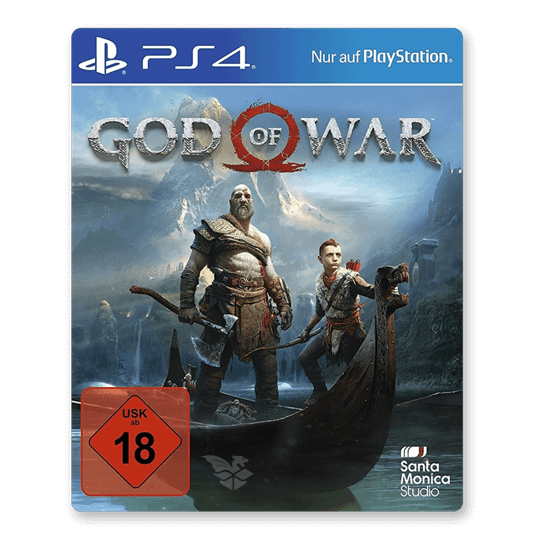 PS4
Nur auf PlayStation®
GOD OF WAR
USK
ab
18
Santa
Monica
Studio